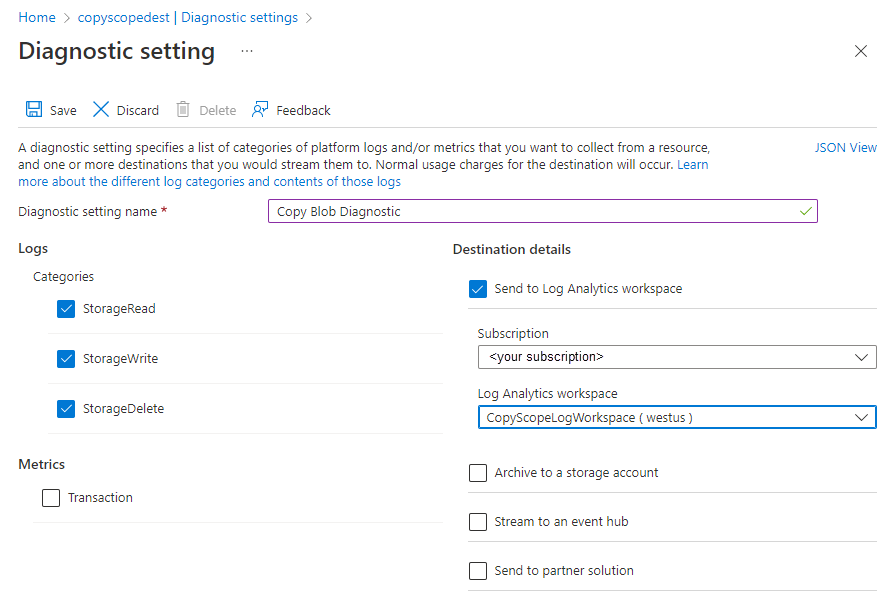 Home > copyscopedest | Diagnostic settings >
Diagnostic setting ...
Save Discard Delete Feedback
A diagnostic setting specifies a list of categories of platform logs and/or metrics that you want to collect from a resource,
and one or more destinations that you would stream them to. Normal usage charges for the destination will occur. Learn
more about the different log categories and contents of those logs
JSON View
Diagnostic setting name *
Copy Blob Diagnostic
Logs
Categories
StorageRead
StorageWrite
StorageDelete
Metrics
Transaction
Destination details
Send to Log Analytics workspace
Subscription
<your subscription>
Log Analytics workspace
CopyScopeLogWorkspace ( westus )
Archive to a storage account
Stream to an event hub
Send to partner solution